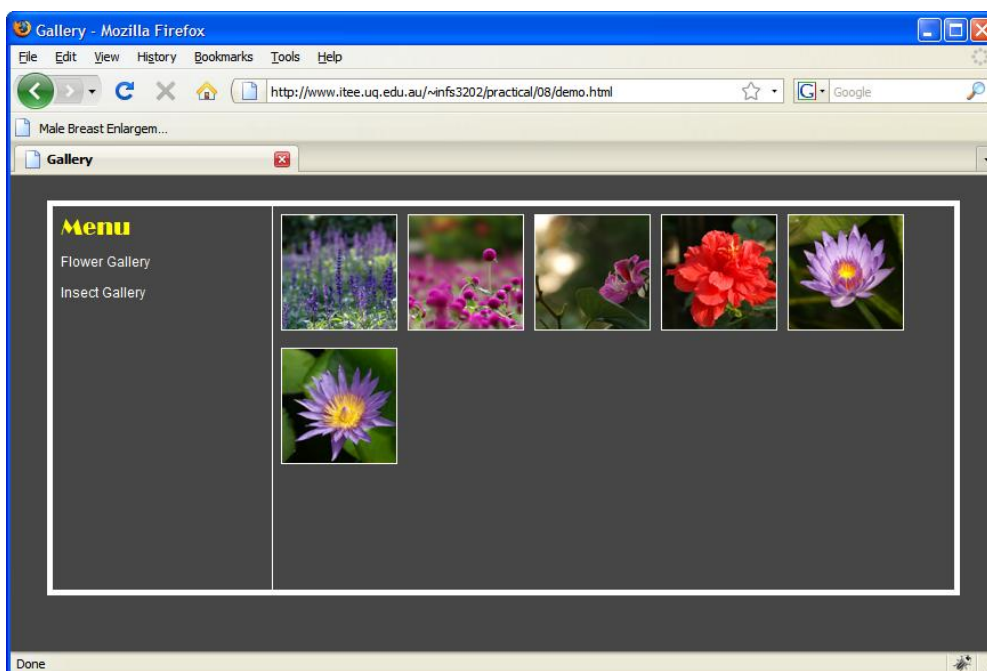 Gallery - Mozilla Firefox
File Edit View History Bookmarks Tools Help
http://www.itee.uq.edu.au/~infs3202/practical/08/demo.html
G Google
Male Breast Enlargem...
Gallery
Menu
Flower Gallery
Insect Gallery
Done